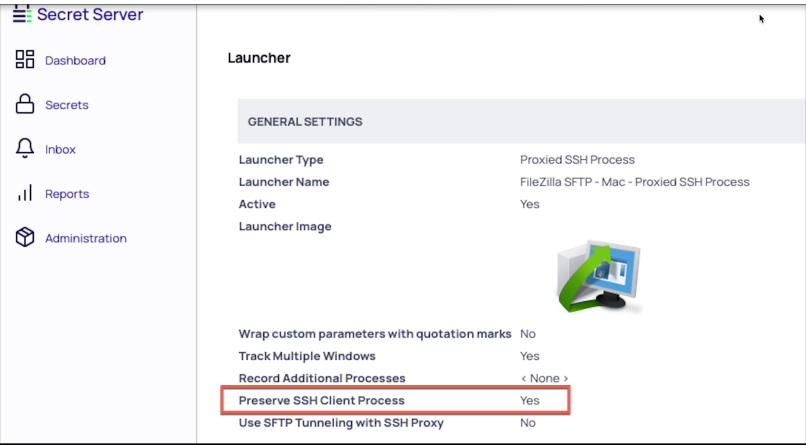 Secret Server
Dashboard
Secrets
Inbox
Reports
Administration
Launcher
GENERAL SETTINGS
Launcher Type Proxied SSH Process
Launcher Name FileZilla SFTP - Mac - Proxied SSH Process
Active Yes
Launcher Image
Wrap custom parameters with quotation marks No
Track Multiple Windows Yes
Record Additional Processes < None >
Preserve SSH Client Process Yes
Use SFTP Tunneling with SSH Proxy No